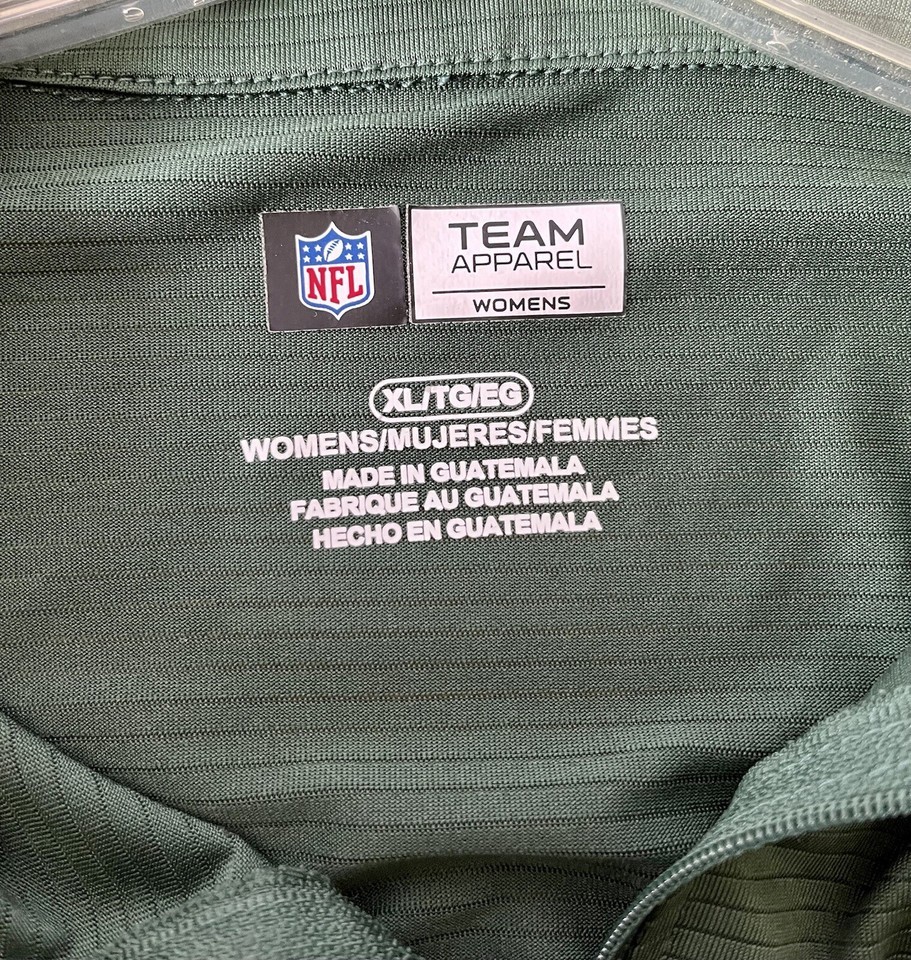 NFL
TEAM
APPAREL
WOMENS
XL/TG/EG
WOMENS/MUJERES/FEMMES
MADE IN GUATEMALA
FABRIQUE AU GUATEMALA
HECHO EN GUATEMALA